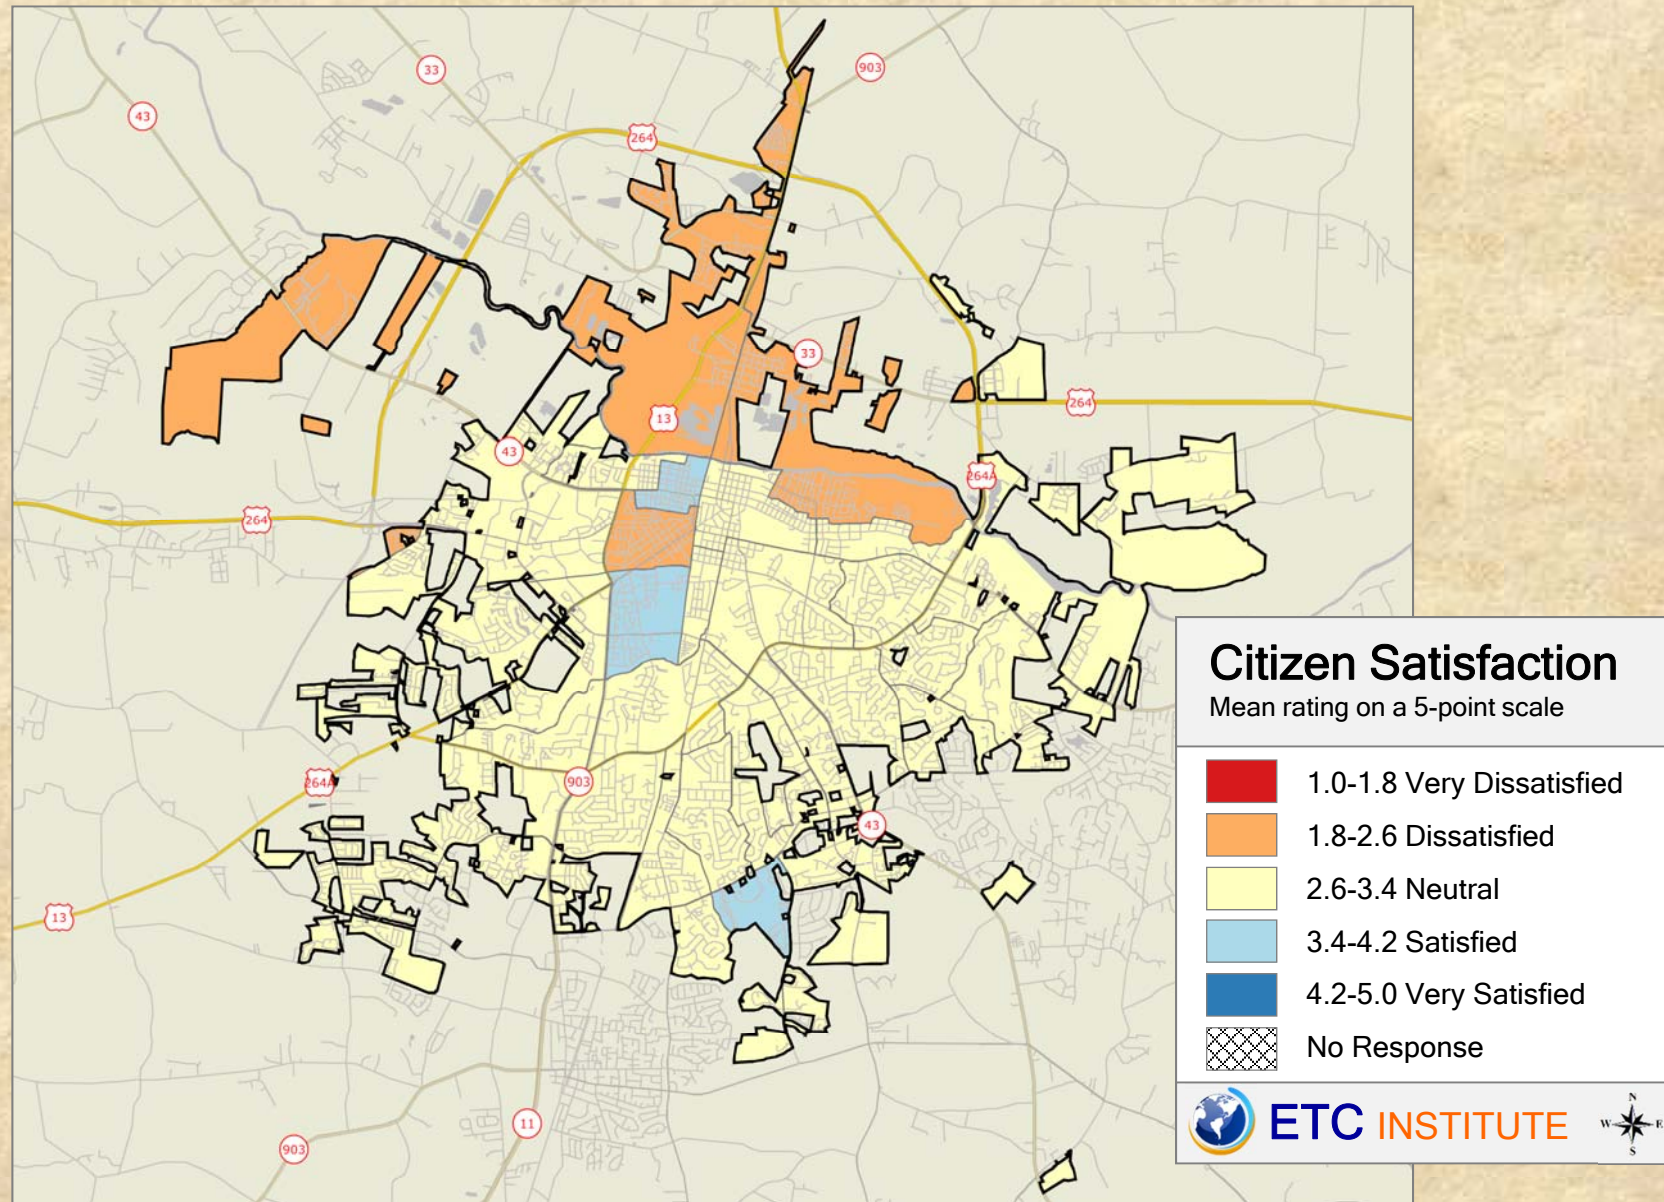 33
903
43
264
33
13
264
43
264A
264
903
264A
43
13
11
903
Citizen Satisfaction
Mean rating on a 5-point scale
1.0-1.8 Very Dissatisfied
1.8-2.6 Dissatisfied
2.6-3.4 Neutral
3.4-4.2 Satisfied
4.2-5.0 Very Satisfied
No Response
ETC INSTITUTE
N
W E
S